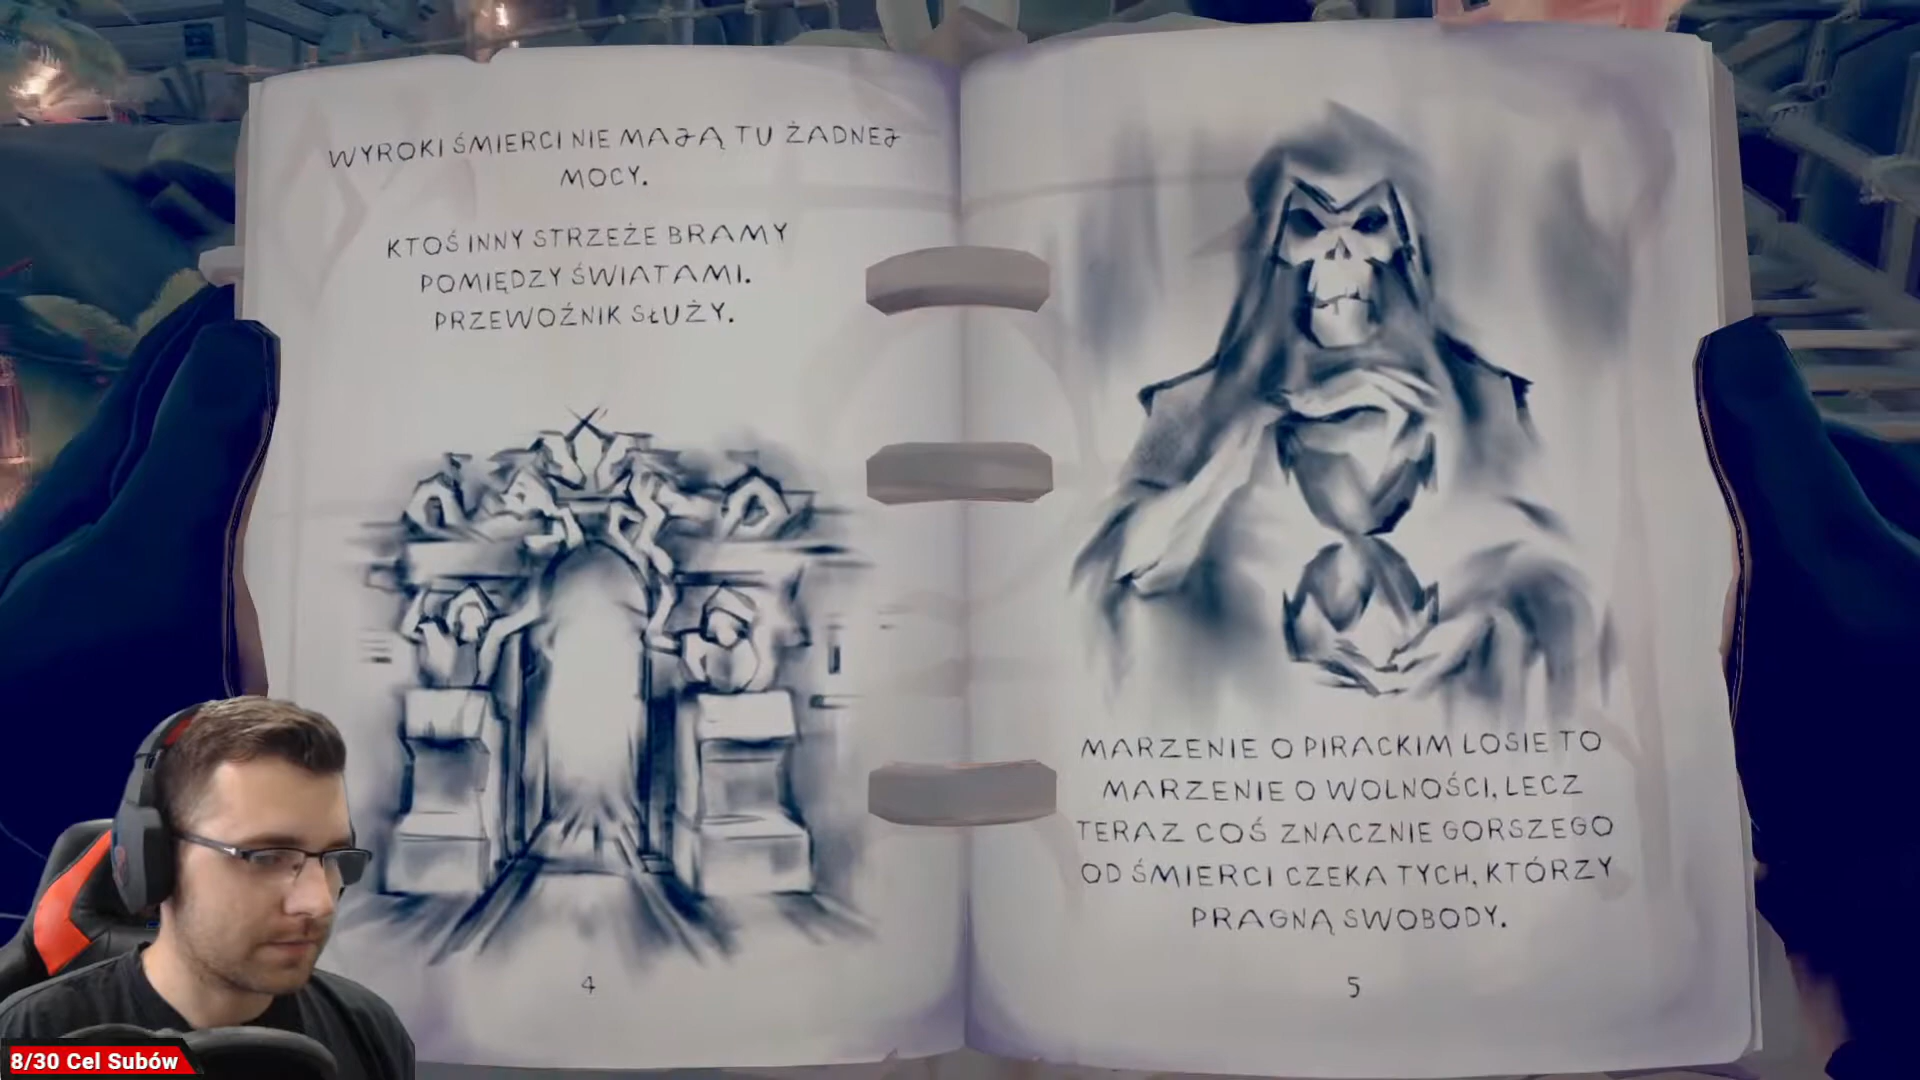 WYROKI ŚMIERCI NIE MAJĄ TU ŻADNEJ
MOCY.
KTOŚ INNY STRZEŻE BRAMY
POMIĘDZY ŚWIATAMI.
PRZEWOŹNIK SŁUŻY.
4
MARZENIE O PIRACKIM LOSIE TO
MARZENIE O WOLNOŚCI, LECZ
TERAZ COŚ ZNACZNIE GORSZEGO
OD ŚMIERCI CZEKA TYCH, KTÓRZY
PRAGNĄ SWOBODY.
5
8/30 Cel Subów